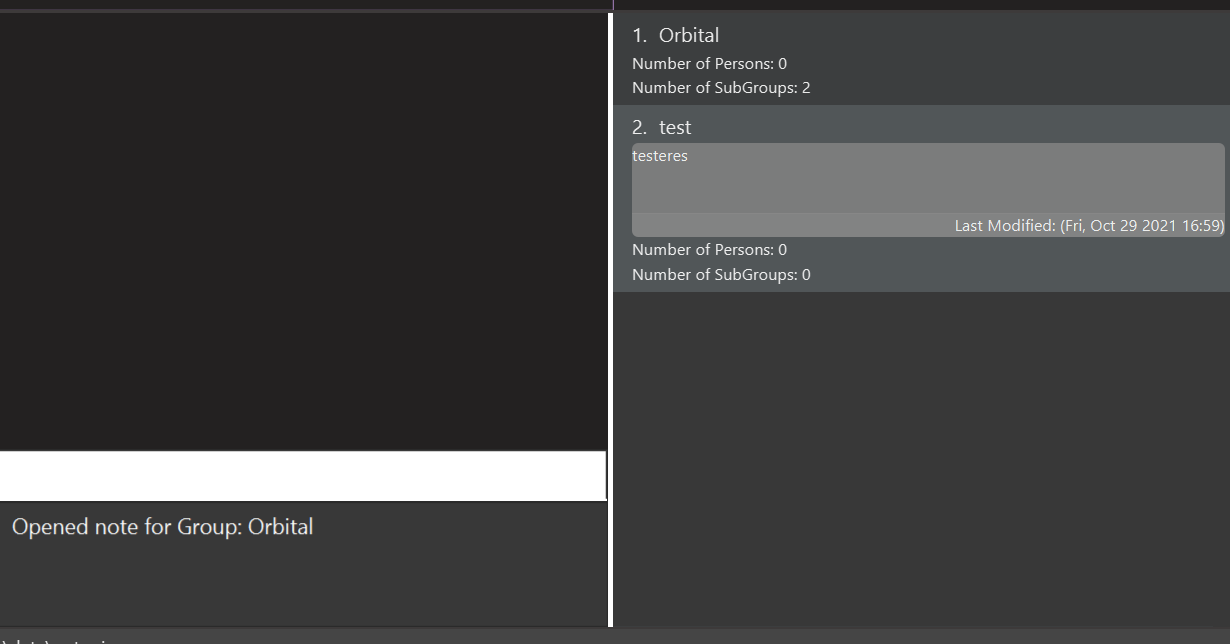 1. Orbital
Number of Persons: 0
Number of SubGroups: 2
2. test
testeres
Last Modified: (Fri, Oct 29 2021 16:59)
Number of Persons: 0
Number of SubGroups: 0
Opened note for Group: Orbital